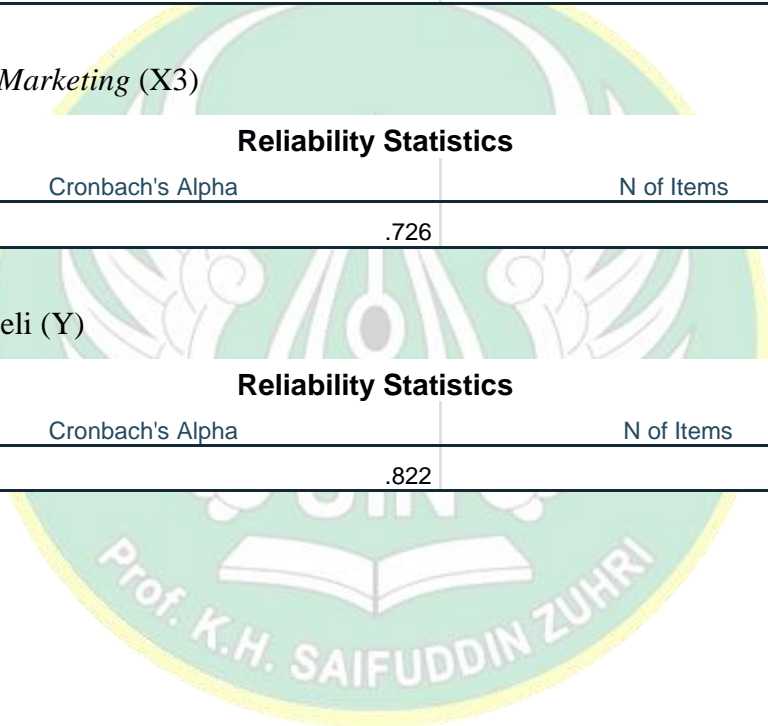 Marketing (X3)
Reliability Statistics
Cronbach's Alpha N of Items
.726
eli (Y)
Reliability Statistics
Cronbach's Alpha N of Items
.822
UIN
Prof. K.H. SAIFUDDIN ZUHRI